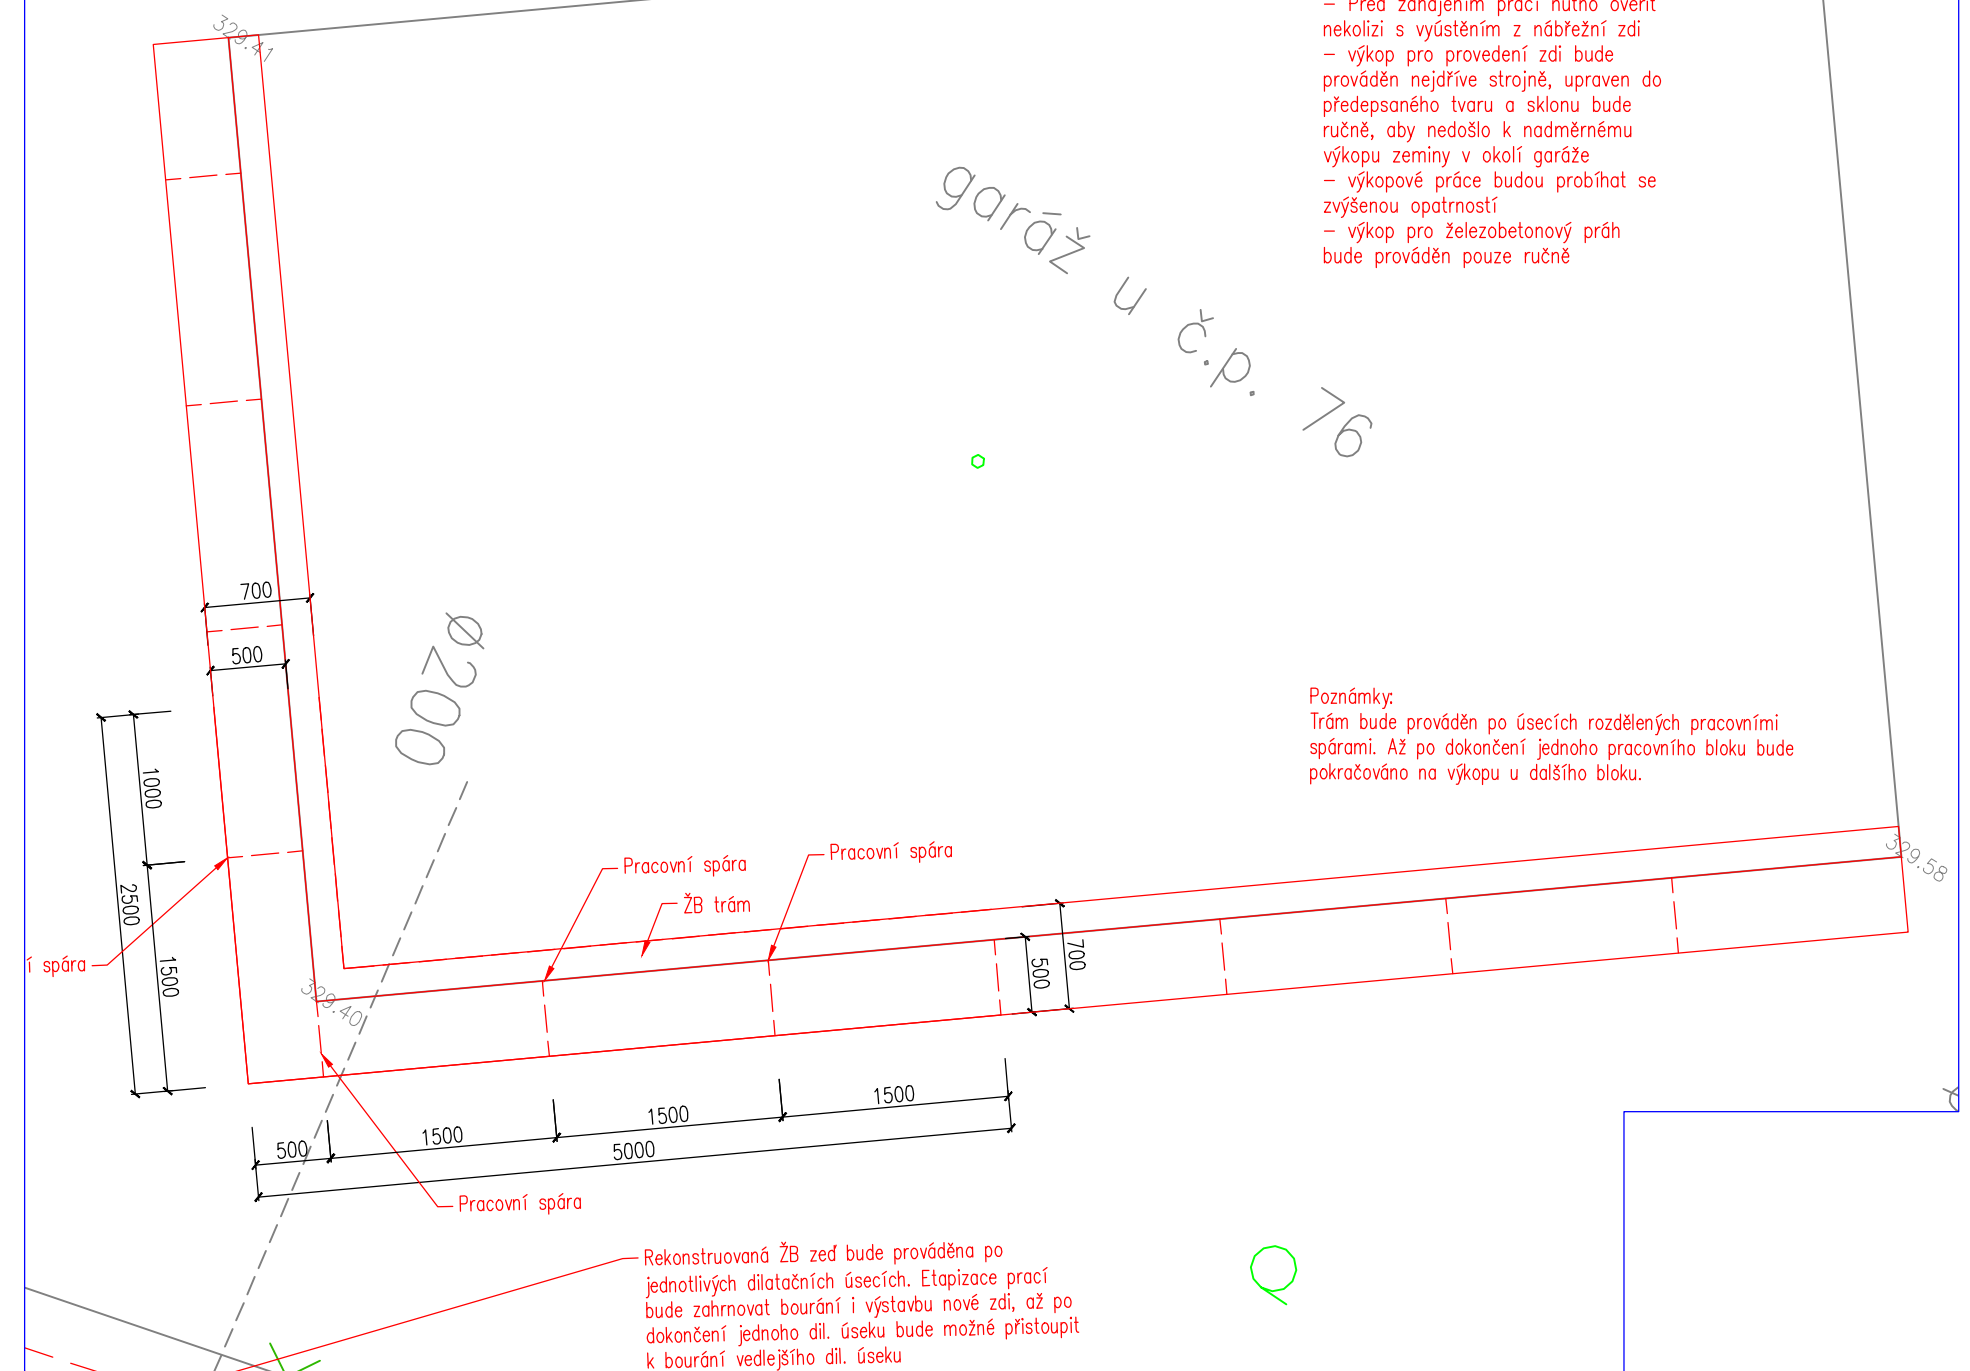 – Před zahájením prací nutno ověřit
nekolizi s vyústěním z nábřežní zdi
– výkop pro provedení zdi bude
prováděn nejdříve strojně, upraven do
předepsaného tvaru a sklonu bude
ručně, aby nedošlo k nadměrnému
výkopu zeminy v okolí garáže
– výkopové práce budou probíhat se
zvýšenou opatrností
– výkop pro železobetonový práh
bude prováděn pouze ručně
329.41
garáž u č.p. 76
700
500
Ø200
Poznámky:
Trám bude prováděn po úsecích rozdělených pracovními
spárami. Až po dokončení jednoho pracovního bloku bude
pokračováno na výkopu u dalšího bloku.
1000
2500
1500
Pracovní spára
Pracovní spára
ŽB trám
329.58
í spára
700
500
329.40
500
1500
1500
1500
5000
Pracovní spára
Rekonstruovaná ŽB zeď bude prováděna po
jednotlivých dilatačních úsecích. Etapizace prací
bude zahrnovat bourání i výstavbu nové zdi, až po
dokončení jednoho dil. úseku bude možné přistoupit
k bourání vedlejšího dil. úseku